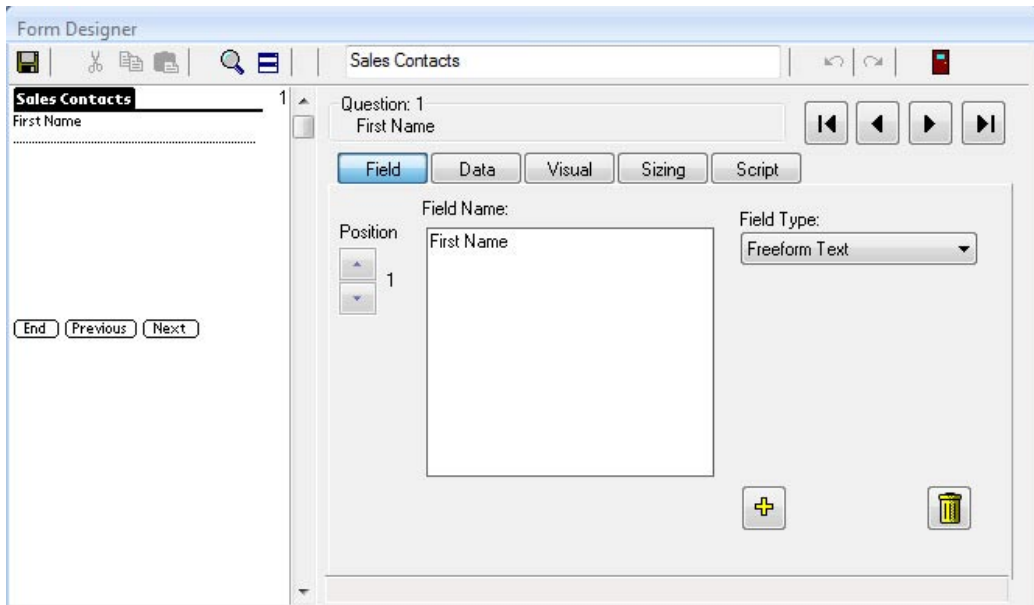 Form Designer
Sales Contacts
Sales Contacts 1
First Name
End Previous Next
Question: 1
First Name
Field Data Visual Sizing Script
Position
1
Field Name:
First Name
Field Type:
Freeform Text